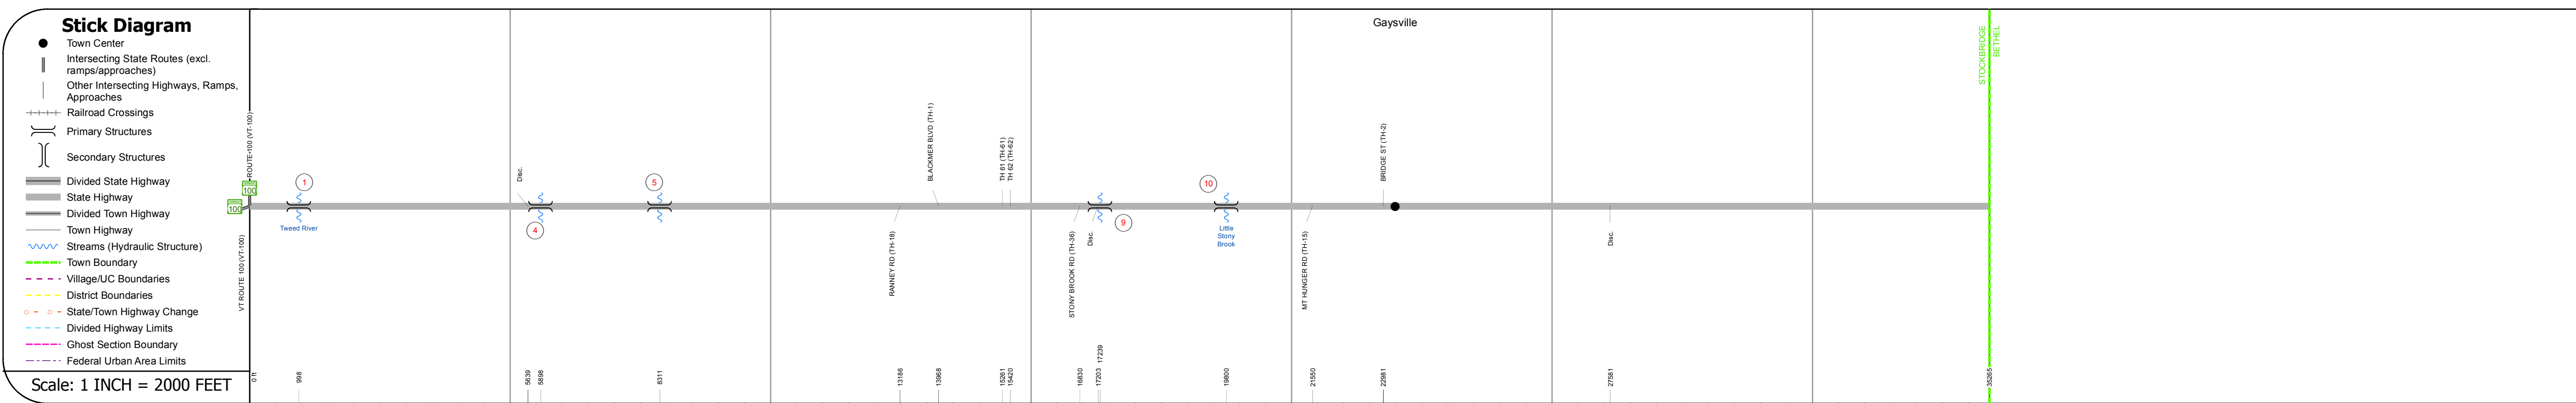 Stick Diagram
Town Center
Intersecting State Routes (excl.
ramps/approaches)
Other Intersecting Highways, Ramps,
Approaches
Railroad Crossings
Primary Structures
Secondary Structures
Divided State Highway
State Highway
Divided Town Highway
Town Highway
Streams (Hydraulic Structure)
Town Boundary
Village/UC Boundaries
District Boundaries
State/Town Highway Change
Divided Highway Limits
Ghost Section Boundary
Federal Urban Area Limits
Scale: 1 INCH = 2000 FEET
ROUTE-100 (VT-100)
100
100
VT ROUTE 100 (VT-100)
0 ft
1
Tweed River
998
Disc.
4
5639
5898
5
8311
RANNEY RD (TH-18)
13186
BLACKMER BLVD (TH-1)
13968
TH 61 (TH-61)
TH 62 (TH-62)
15261
15420
STONY BROOK RD (TH-36)
Disc.
9
16830
17203
17239
10
Little
Stony
Brook
19800
MT HUNGER RD (TH-15)
21550
Gaysville
BRIDGE ST (TH-2)
22981
Disc.
27581
STOCKBRIDGE
BETHEL
35265